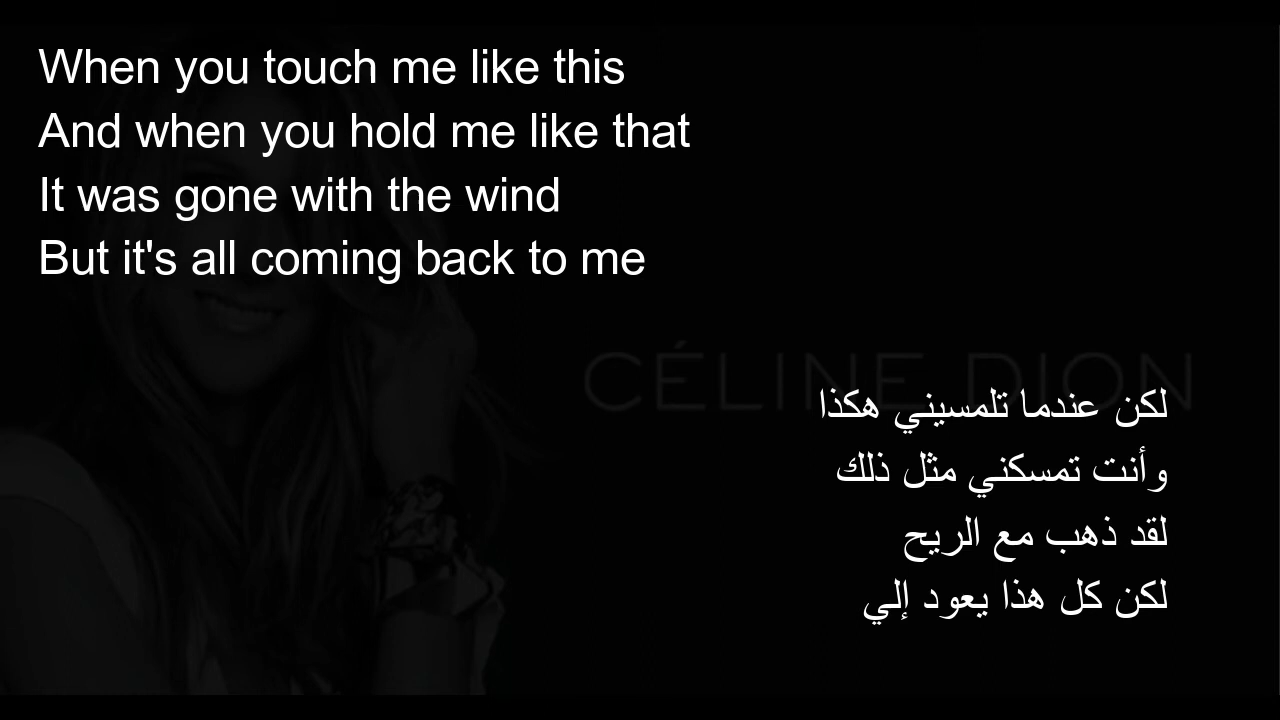 When you touch me like this
And when you hold me like that
It was gone with the wind
But it's all coming back to me
CÉLINE DION
لكن عندما تلمسيني هكذا
وأنت تمسكني مثل ذلك
لقد ذهب مع الريح
لكن كل هذا يعود إلي